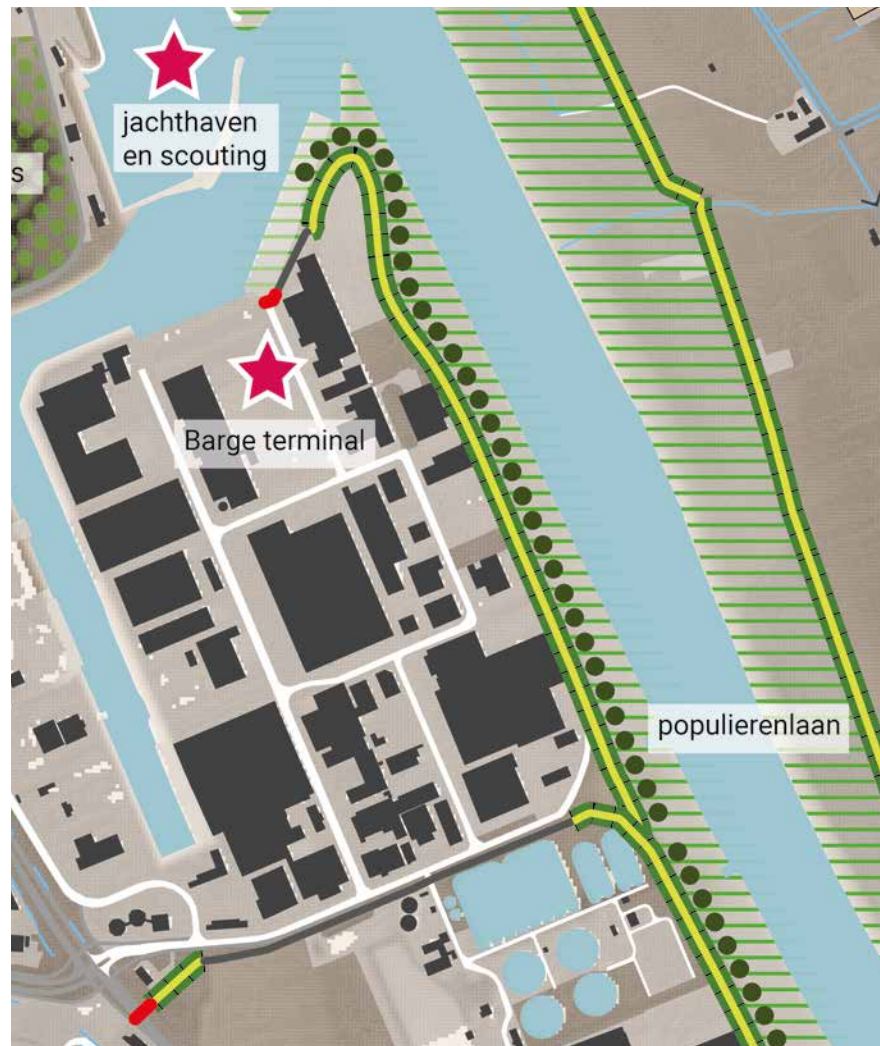 jachthaven
en scouting
s
Barge terminal
populierenlaan